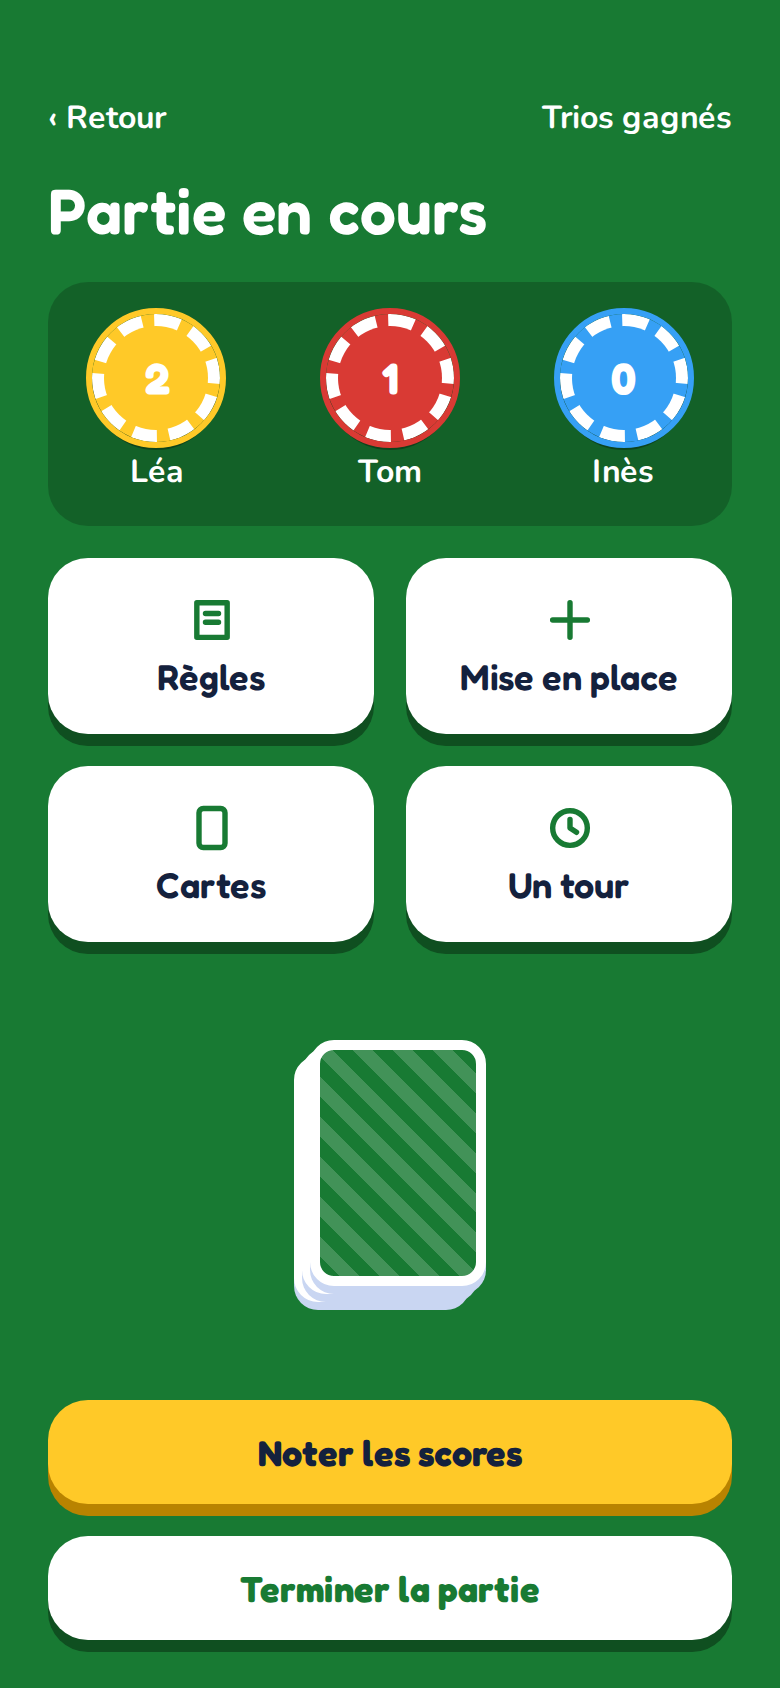 ‹ Retour
Trios gagnés
Partie en cours
2
1
0
Léa
Tom
Inès
Règles
Mise en place
Cartes
Un tour
Noter les scores
Terminer la partie